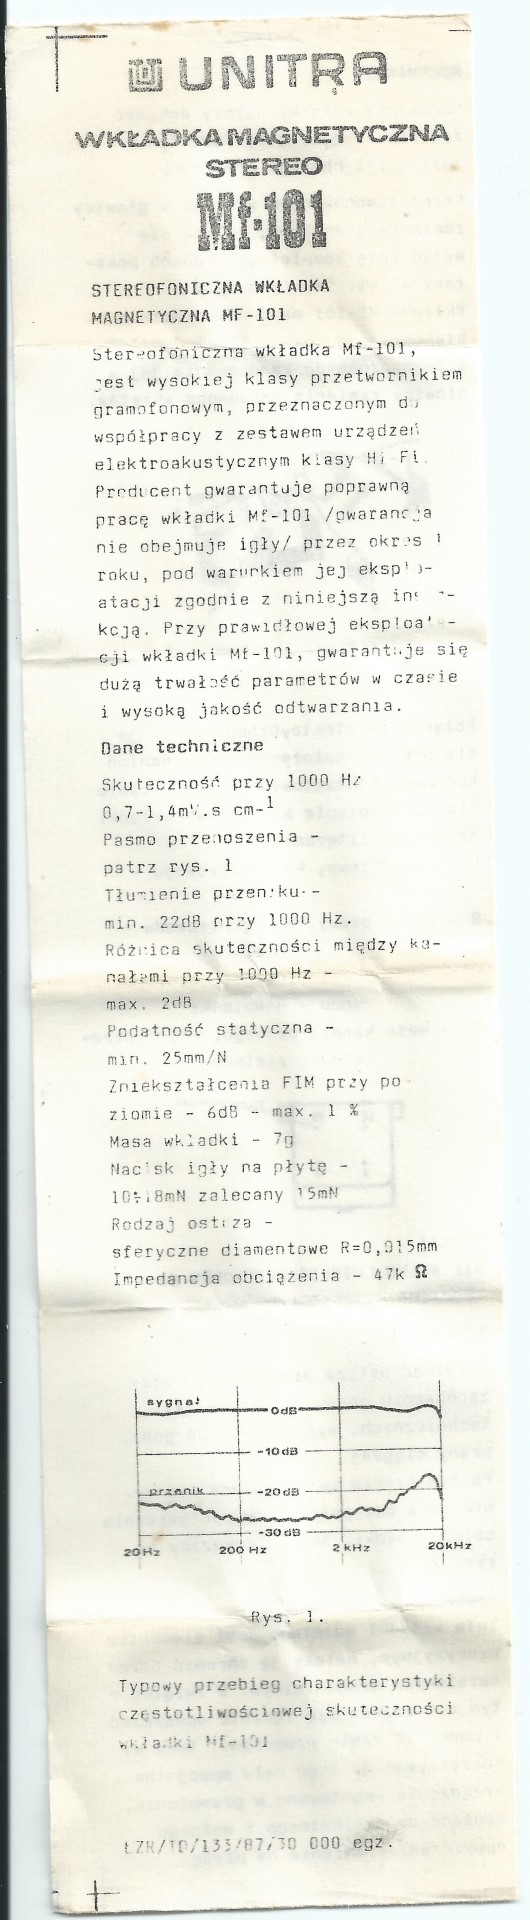 UNITRA
WKŁADKA MAGNETYCZNA
STEREO
Mf-101
STEREOFONICZNA WKŁADKA
MAGNETYCZNA MF-101
Stereofoniczna wkładka Mf-101,
jest wysokiej klasy przetwornikiem
gramofonowym, przeznaczonym do
współpracy z zestawem urządzeń
elektroakustycznym klasy Hi Fi.
Producent gwarantuje poprawną
pracę wkładki Mf-101 /gwarancja
nie obejmuje igły/ przez okres 1
roku, pod warunkiem jej eksplo-
atacji zgodnie z niniejszą instru-
kcją. Przy prawidłowej eksploata-
cji wkładki Mf-101, gwarantuje się
dużą trwałość parametrów w czasie
i wysoką jakość odtwarzania.
Dane techniczne
Skuteczność przy 1000 Hz
0,7-1,4mV.s cm-1
Pasmo przenoszenia -
patrz rys. 1
Tłumienie przeniku -
min. 22dB przy 1000 Hz.
Różnica skuteczności między ka-
nałami przy 1000 Hz -
max. 2dB
Podatność statyczna -
min. 25mm/N
Zniekształcenia FIM przy po-
ziomie - 6dB - max. 1 %
Masa wkładki - 7g
Nacisk igły na płytę -
10÷18mN zalecany 15mN
Rodzaj ostrza -
sferyczne diamentowe R=0,015mm
Impedancja obciążenia - 47k Ω
sygnał
0dB
-10dB
przenik
-20dB
-30dB
20Hz 200 Hz 2 kHz 20kHz
Rys. 1.
Typowy przebieg charakterystyki
częstotliwościowej skuteczności
wkładki Mf-101
ŁZR/TD/133/87/30 000 egz.